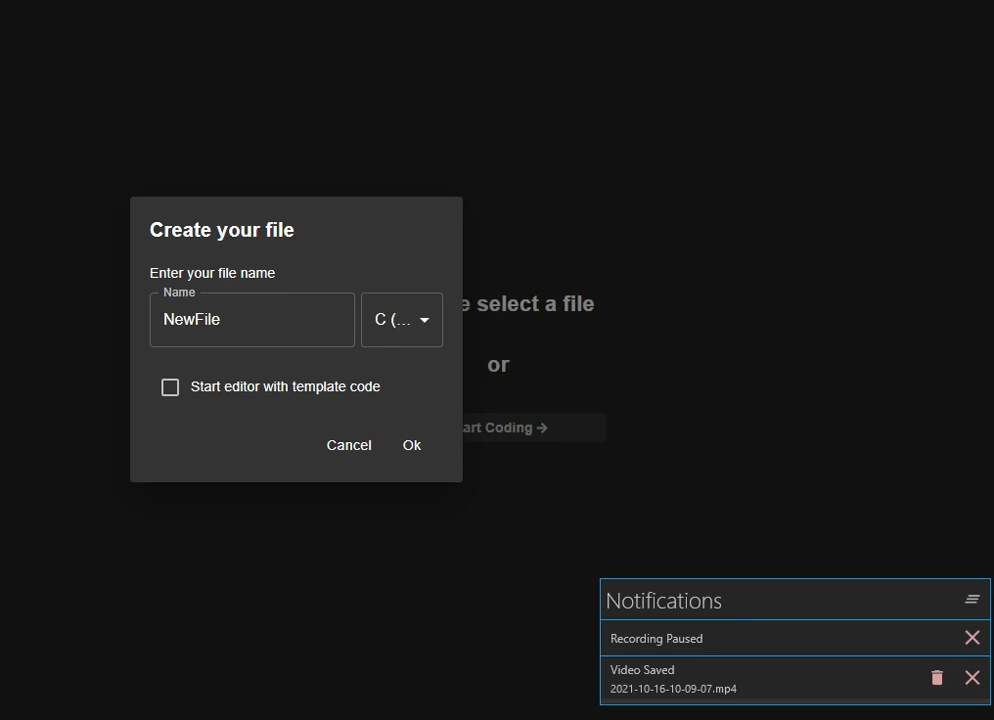 Create your file
Enter your file name
Name
NewFile
C (...
Start editor with template code
Cancel
Ok
select a file
or
Coding →
Notifications
Recording Paused
Video Saved
2021-10-16-10-09-07.mp4